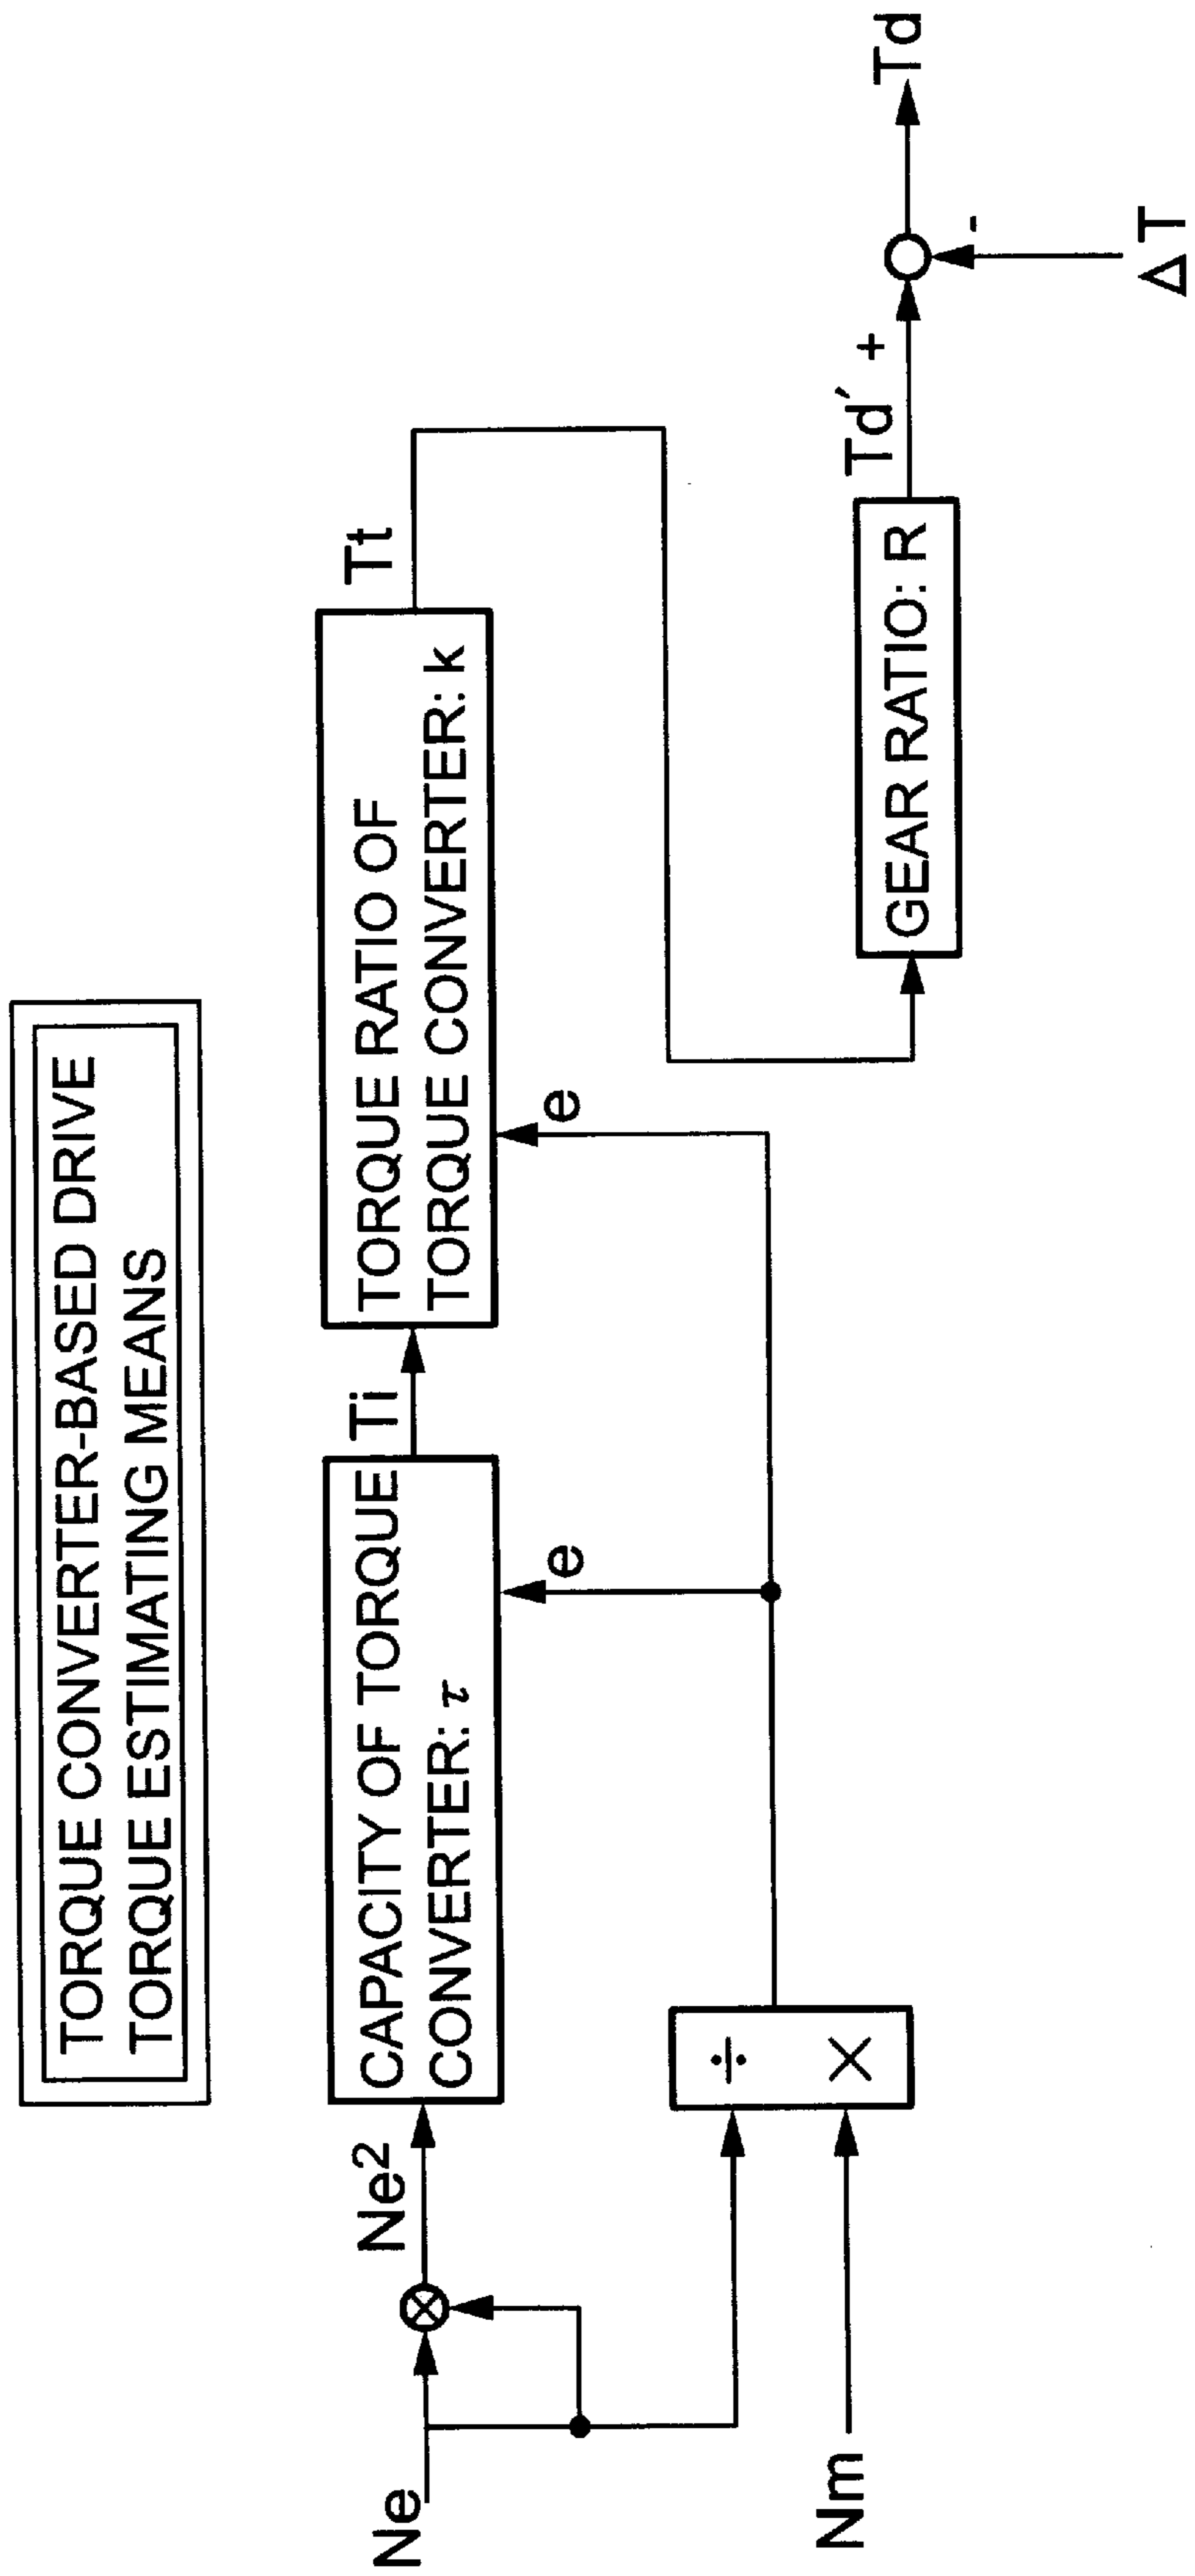 TORQUE CONVERTER-BASED DRIVE
TORQUE ESTIMATING MEANS
Ne
Ne²
CAPACITY OF TORQUE
CONVERTER: τ
Ti
TORQUE RATIO OF
TORQUE CONVERTER: k
Tt
e
e
Nm
÷
×
GEAR RATIO: R
Td′
+
-
Td
ΔT